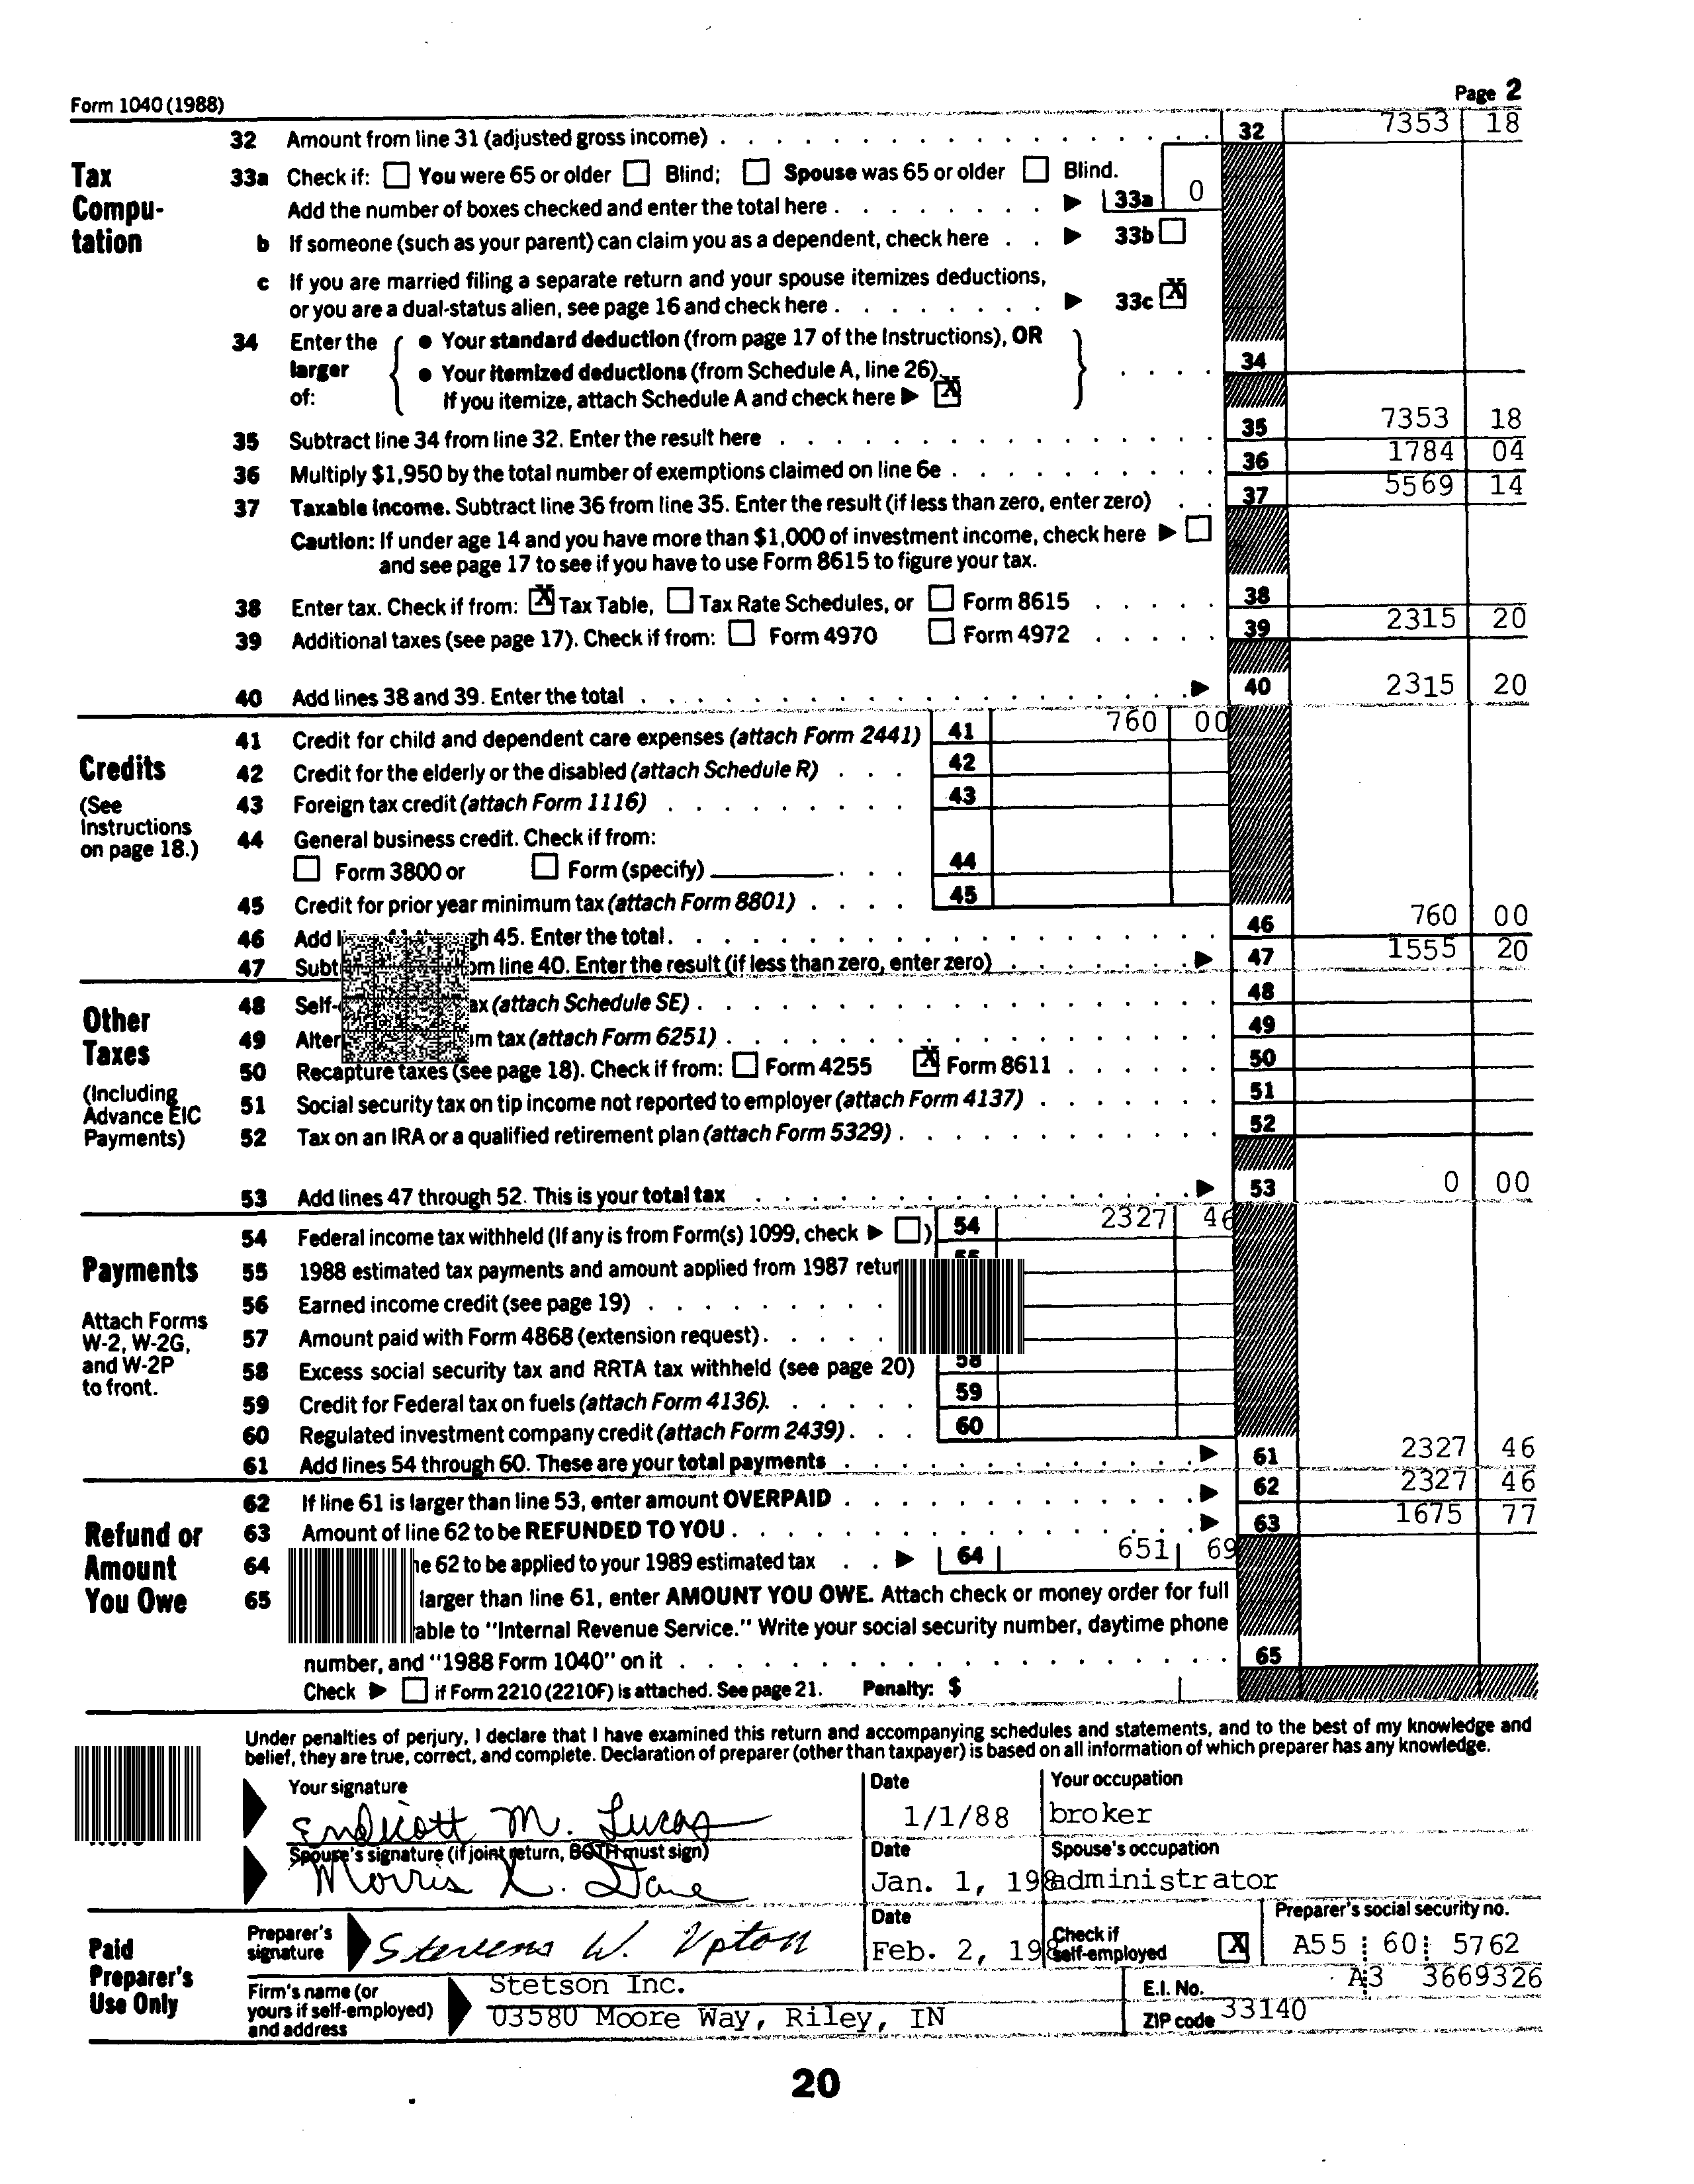 Form 1040 (1988) Page 2
32 Amount from line 31 (adjusted gross income) 32 7353 18
Tax Compu- tation
33a Check if: You were 65 or older Blind; Spouse was 65 or older Blind.
Add the number of boxes checked and enter the total here 33a 0
b If someone (such as your parent) can claim you as a dependent, check here 33b
c If you are married filing a separate return and your spouse itemizes deductions,
or you are a dual-status alien, see page 16 and check here 33c X
34 Enter the larger of:
• Your standard deduction (from page 17 of the Instructions), OR
• Your itemized deductions (from Schedule A, line 26).
If you itemize, attach Schedule A and check here X
34
35 Subtract line 34 from line 32. Enter the result here 35 7353 18
36 Multiply $1,950 by the total number of exemptions claimed on line 6e 36 1784 04
37 Taxable income. Subtract line 36 from line 35. Enter the result (if less than zero, enter zero) 37 5569 14
Caution: If under age 14 and you have more than $1,000 of investment income, check here
and see page 17 to see if you have to use Form 8615 to figure your tax.
38 Enter tax. Check if from: X Tax Table, Tax Rate Schedules, or Form 8615 38
39 Additional taxes (see page 17). Check if from: Form 4970 Form 4972 39 2315 20
40 Add lines 38 and 39. Enter the total 40 2315 20
Credits
(See Instructions on page 18.)
41 Credit for child and dependent care expenses (attach Form 2441) 41 760 00
42 Credit for the elderly or the disabled (attach Schedule R) 42
43 Foreign tax credit (attach Form 1116) 43
44 General business credit. Check if from:
Form 3800 or Form (specify) 44
45 Credit for prior year minimum tax (attach Form 8801) 45
46 Add 45. Enter the total. 46 760 00
47 line 40. Enter the result (if less than zero, enter zero) 47 1555 20
Other Taxes
(Including Advance EIC Payments)
48 (attach Schedule SE) 48
49 tax (attach Form 6251) 49
50 Recapture taxes (see page 18). Check if from: Form 4255 X Form 8611 50
51 Social security tax on tip income not reported to employer (attach Form 4137) 51
52 Tax on an IRA or a qualified retirement plan (attach Form 5329) 52
53 Add lines 47 through 52. This is your total tax 53 0 00
Payments
Attach Forms W-2, W-2G, and W-2P to front.
54 Federal income tax withheld (If any is from Form(s) 1099, check ) 54 2327 46
55 1988 estimated tax payments and amount applied from 1987
56 Earned income credit (see page 19)
57 Amount paid with Form 4868 (extension request)
58 Excess social security tax and RRTA tax withheld (see page 20) 58
59 Credit for Federal tax on fuels (attach Form 4136) 59
60 Regulated investment company credit (attach Form 2439) 60
61 Add lines 54 through 60. These are your total payments 61 2327 46
Refund or Amount You Owe
62 If line 61 is larger than line 53, enter amount OVERPAID 62 2327 46
63 Amount of line 62 to be REFUNDED TO YOU 63 1675 77
64 62 to be applied to your 1989 estimated tax 64 651 69
65 larger than line 61, enter AMOUNT YOU OWE. Attach check or money order for full
to "Internal Revenue Service." Write your social security number, daytime phone
number, and "1988 Form 1040" on it 65
Check if Form 2210 (2210F) is attached. See page 21. Penalty: $
Under penalties of perjury, I declare that I have examined this return and accompanying schedules and statements, and to the best of my knowledge and
belief, they are true, correct, and complete. Declaration of preparer (other than taxpayer) is based on all information of which preparer has any knowledge.
Your signature Date Your occupation
Endicott M. Lucas 1/1/88 broker
Spouse's signature (if joint return, BOTH must sign) Date Spouse's occupation
Morris L. Dane Jan. 1, administrator
Paid Preparer's Use Only
Preparer's signature Stevens W. Upton Date Feb. 2, Check if self-employed X Preparer's social security no. A55 60 5762
Firm's name (or yours if self-employed) and address Stetson Inc. E.I. No. A3 3669326
03580 Moore Way, Riley, IN ZIP code 33140
20